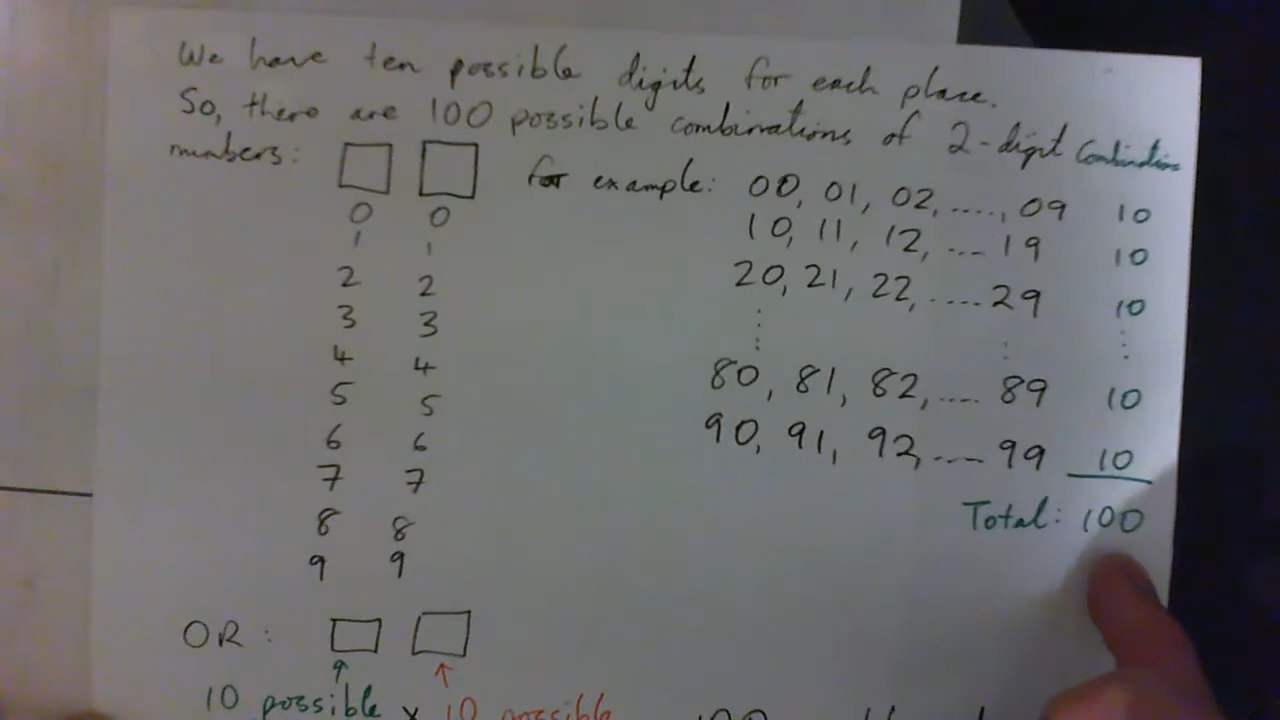 We have ten possible digits for each place.
So, there are 100 possible combinations of 2-digit
numbers: for example: 00, 01, 02, ....., 09 10
Combinations
0 0 10, 11, 12, .... 19 10
1 1
2 2 20, 21, 22, ..... 29 10
3 3
4 4 80, 81, 82, .... 89 10
5 5
6 6 90, 91, 92, .... 99 10
7 7
8 8 Total: 100
9 9
OR:
10 possible x 10 possible 100